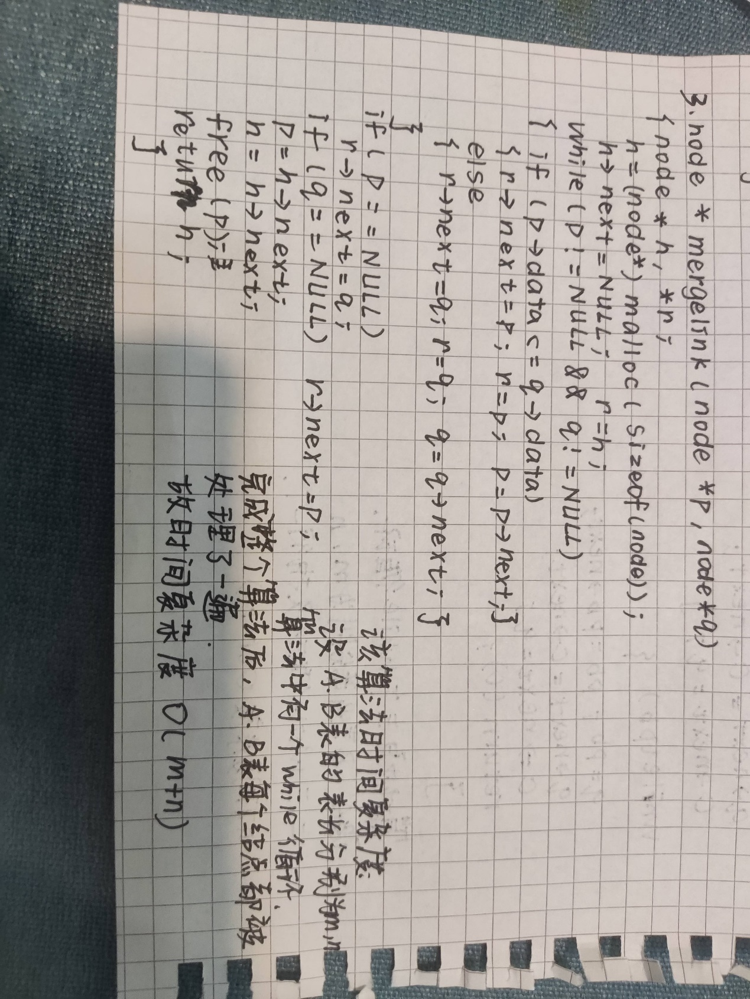 3. node * mergelink ( node *p, node*q)
{ node * h, *r;
h=(node*) malloc ( sizeof(node));
h→next=NULL; r=h;
while( p!=NULL && q!=NULL)
{ if ( p→data <= q→data)
{ r→next=p; r=p; p=p→next;}
else
{ r→next=q; r=q; q=q→next; }
}
if ( p==NULL)
r→next=q;
if (q==NULL) r→next=p;
p=h→next;
h=h→next;
free (p);
return h;
}
该算法时间复杂度:
设A.B表的表长分别为m,n
算法中有一个while循环.
完成整个算法后, A.B表每个结点都被
处理了一遍.
故时间复杂度 O( m+n)